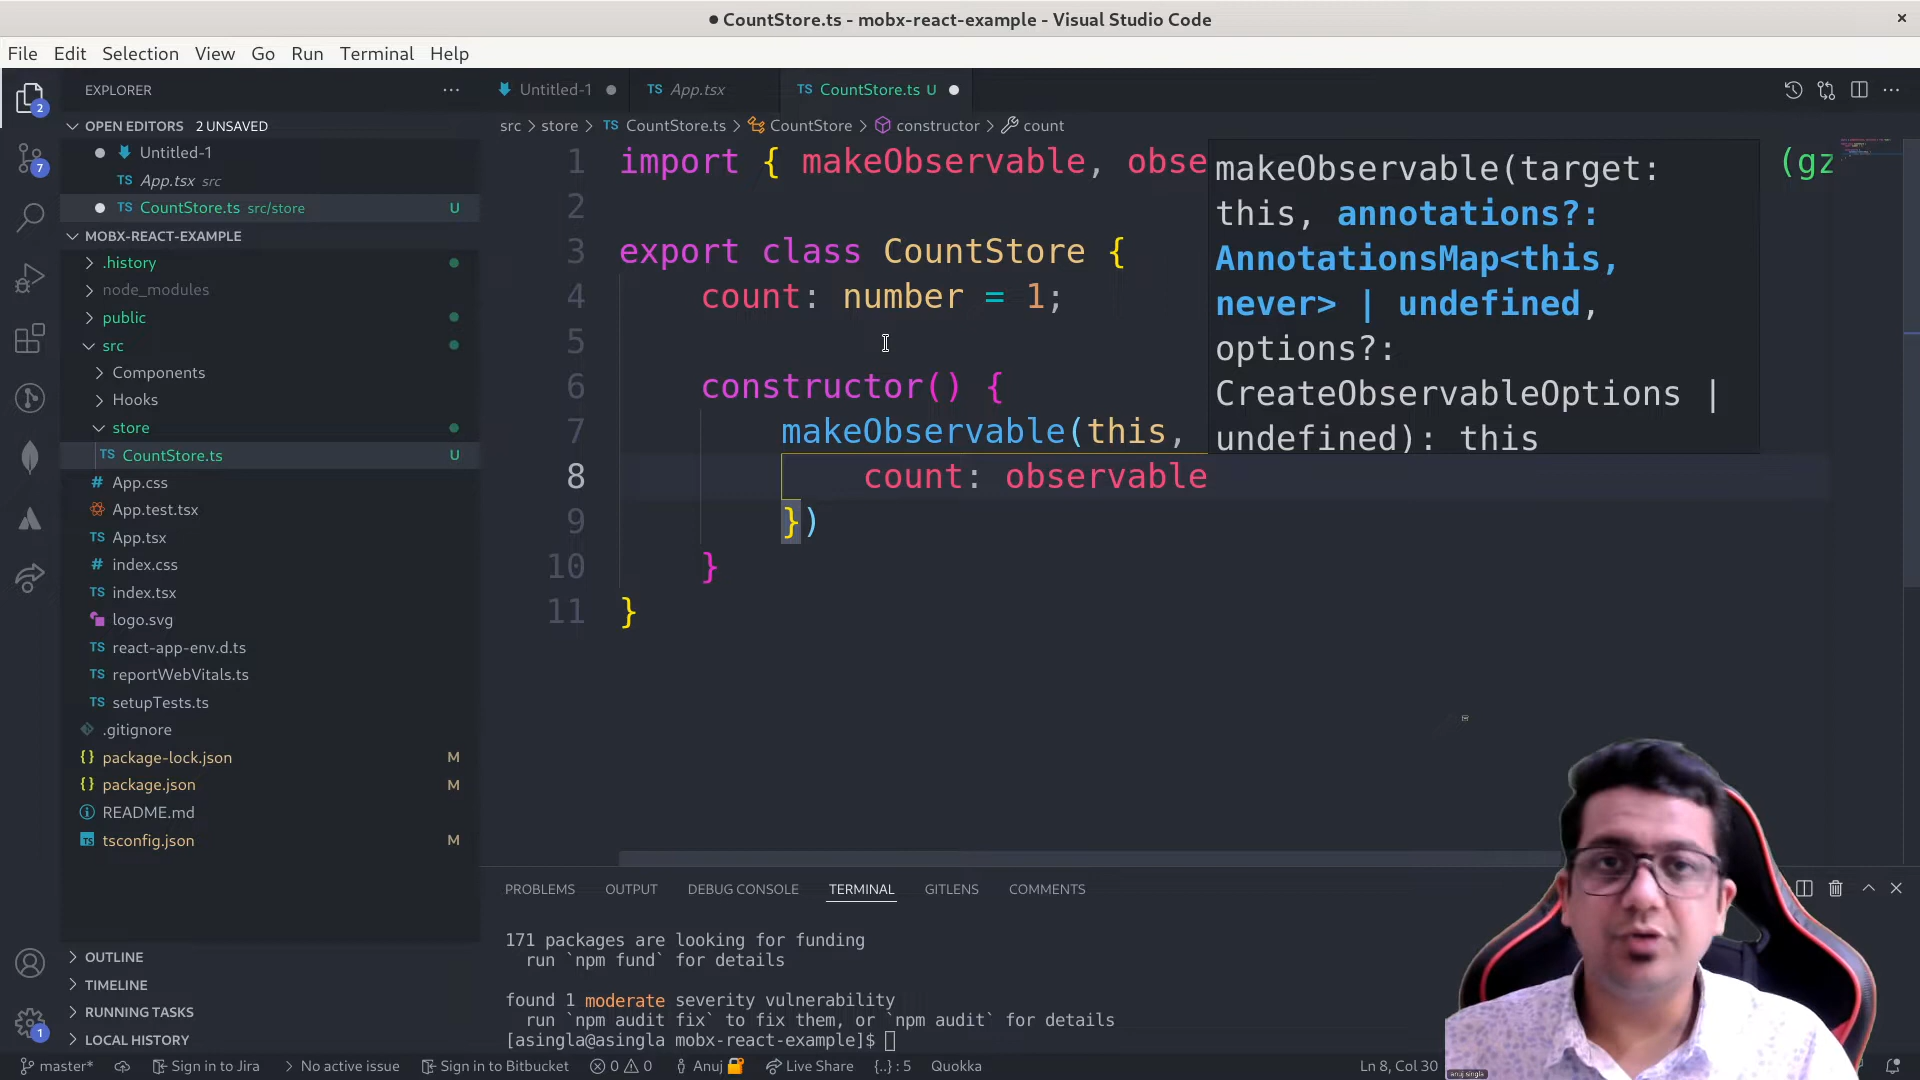 CountStore.ts - mobx-react-example - Visual Studio Code
File Edit Selection View Go Run Terminal Help
EXPLORER
OPEN EDITORS 2 UNSAVED
Untitled-1
App.tsx src
CountStore.ts src/store U
MOBX-REACT-EXAMPLE
.history
node_modules
public
src
Components
Hooks
store
TS CountStore.ts U
# App.css
App.test.tsx
TS App.tsx
# index.css
TS index.tsx
logo.svg
TS react-app-env.d.ts
TS reportWebVitals.ts
TS setupTests.ts
.gitignore
{} package-lock.json M
{} package.json M
README.md
TS tsconfig.json M
OUTLINE
TIMELINE
RUNNING TASKS
LOCAL HISTORY
2
7
1
Untitled-1
TS App.tsx
TS CountStore.ts U
src > store > TS CountStore.ts > CountStore > constructor > count
1 import { makeObservable, obse (gz
2
3 export class CountStore {
4 count: number = 1;
5
6 constructor() {
7 makeObservable(this,
8 count: observable
9 })
10 }
11 }
makeObservable(target:
this, annotations?:
AnnotationsMap<this,
never> | undefined,
options?:
CreateObservableOptions |
undefined): this
PROBLEMS OUTPUT DEBUG CONSOLE TERMINAL GITLENS COMMENTS
171 packages are looking for funding
run `npm fund` for details
found 1 moderate severity vulnerability
run `npm audit fix` to fix them, or `npm audit` for details
[asingla@asingla mobx-react-example]$
master* Sign in to Jira No active issue Sign in to Bitbucket 0 0 Anuj Live Share {..} : 5 Quokka Ln 8, Col 30
anuj singla